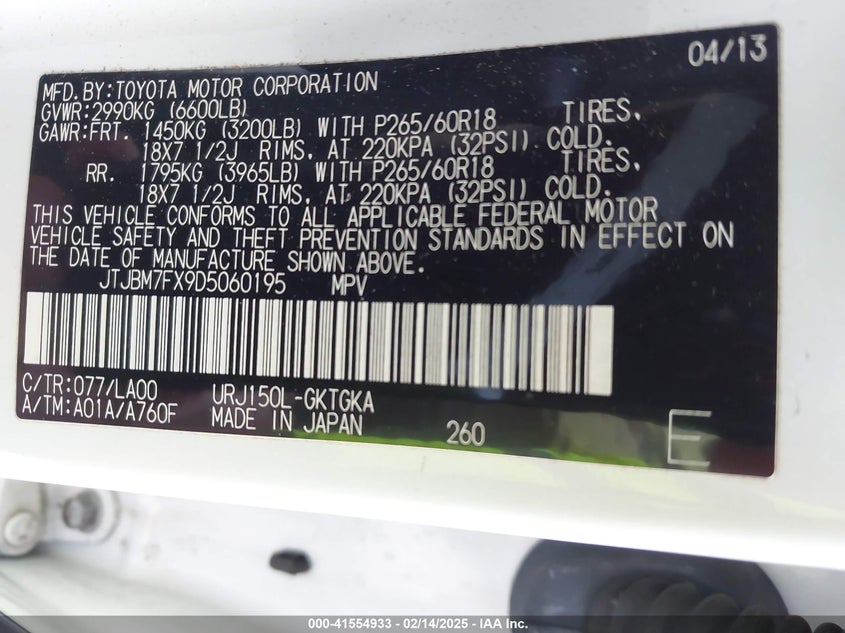 04/13
MFD.BY:TOYOTA MOTOR CORPORATION
GVWR:2990KG (6600LB)
GAWR:FRT. 1450KG (3200LB) WITH P265/60R18 TIRES,
18X7 1/2J RIMS, AT 220KPA (32PSI) COLD.
RR. 1795KG (3965LB) WITH P265/60R18 TIRES,
18X7 1/2J RIMS, AT 220KPA (32PSI) COLD.
THIS VEHICLE CONFORMS TO ALL APPLICABLE FEDERAL MOTOR
VEHICLE SAFETY AND THEFT PREVENTION STANDARDS IN EFFECT ON
THE DATE OF MANUFACTURE SHOWN ABOVE.
JTJBM7FX9D5060195 MPV
C/TR:077/LA00 URJ150L-GKTGKA
A/TM:A01A/A760F MADE IN JAPAN 260 E
000-41554933 - 02/14/2025 - IAA Inc.